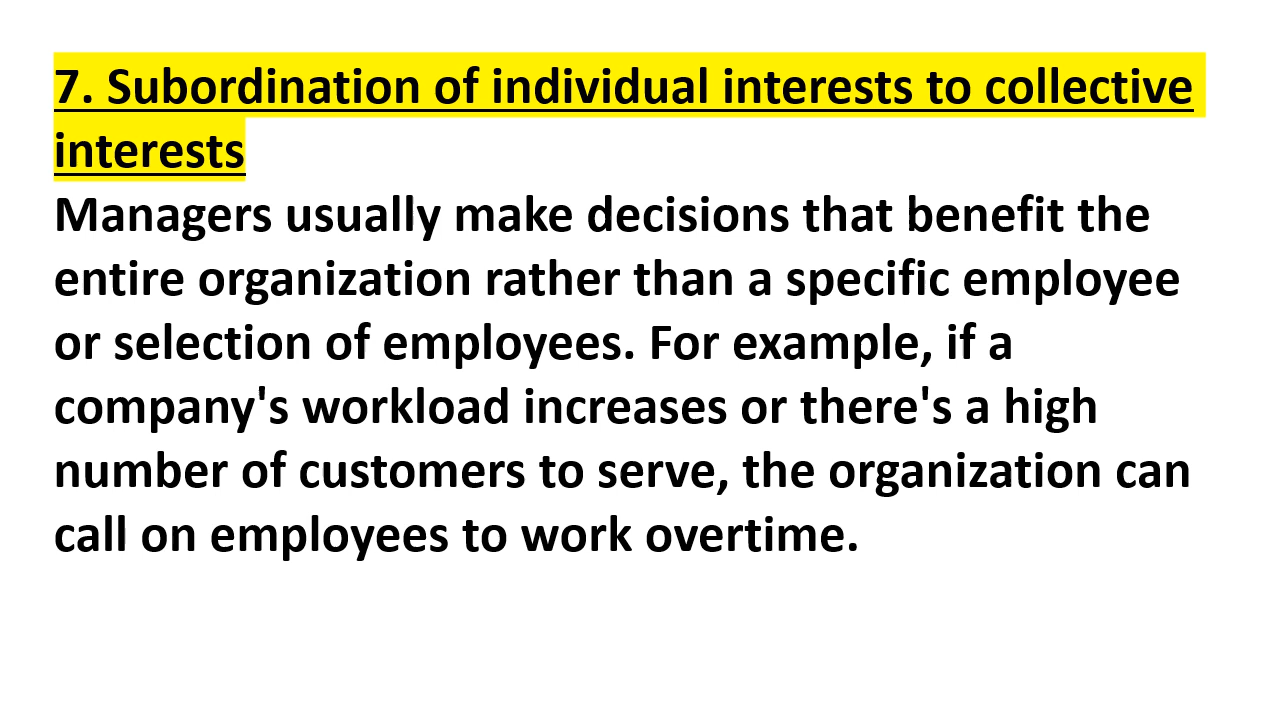 7. Subordination of individual interests to collective
interests
Managers usually make decisions that benefit the
entire organization rather than a specific employee
or selection of employees. For example, if a
company's workload increases or there's a high
number of customers to serve, the organization can
call on employees to work overtime.